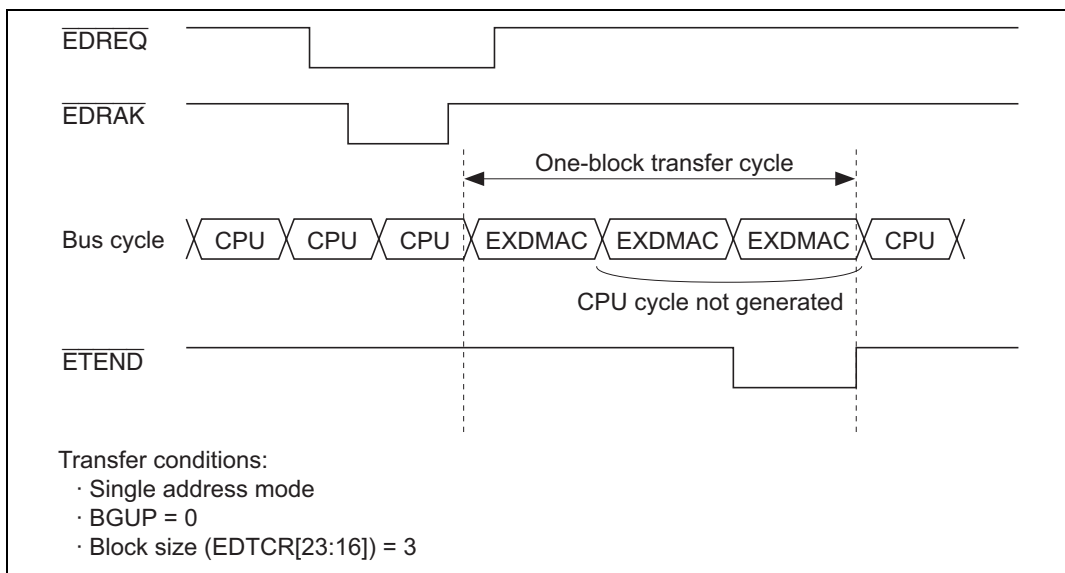 EDREQ
EDRAK
One-block transfer cycle
Bus cycle CPU CPU CPU EXDMAC EXDMAC EXDMAC CPU
CPU cycle not generated
ETEND
Transfer conditions:
· Single address mode
· BGUP = 0
· Block size (EDTCR[23:16]) = 3